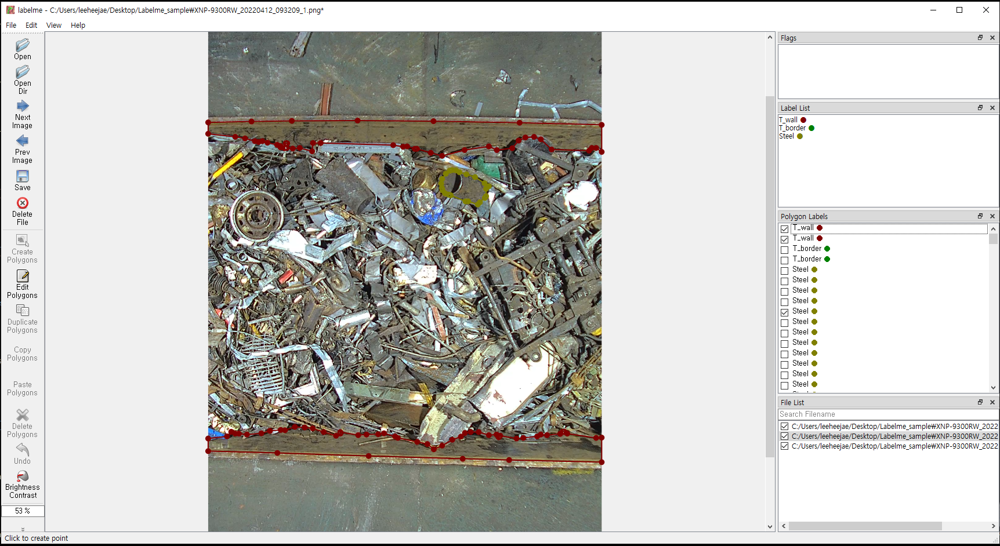 labelme - C:/Users/leeheejae/Desktop/Labelme_sample₩XNP-9300RW_20220412_093209_1.png*
File Edit View Help
Open
Open
Dir
Next
Image
Prev
Image
Save
Delete
File
Create
Polygons
Edit
Polygons
Duplicate
Polygons
Copy
Polygons
Paste
Polygons
Delete
Polygons
Undo
Brightness
Contrast
53 %
Click to create point
Flags
Label List
T_wall
T_border
Steel
Polygon Labels
T_wall
T_wall
T_border
T_border
Steel
Steel
Steel
Steel
Steel
Steel
Steel
Steel
Steel
Steel
Steel
Steel
File List
Search Filename
C:/Users/leeheejae/Desktop/Labelme_sample₩XNP-9300RW_2022
C:/Users/leeheejae/Desktop/Labelme_sample₩XNP-9300RW_2022
C:/Users/leeheejae/Desktop/Labelme_sample₩XNP-9300RW_2022